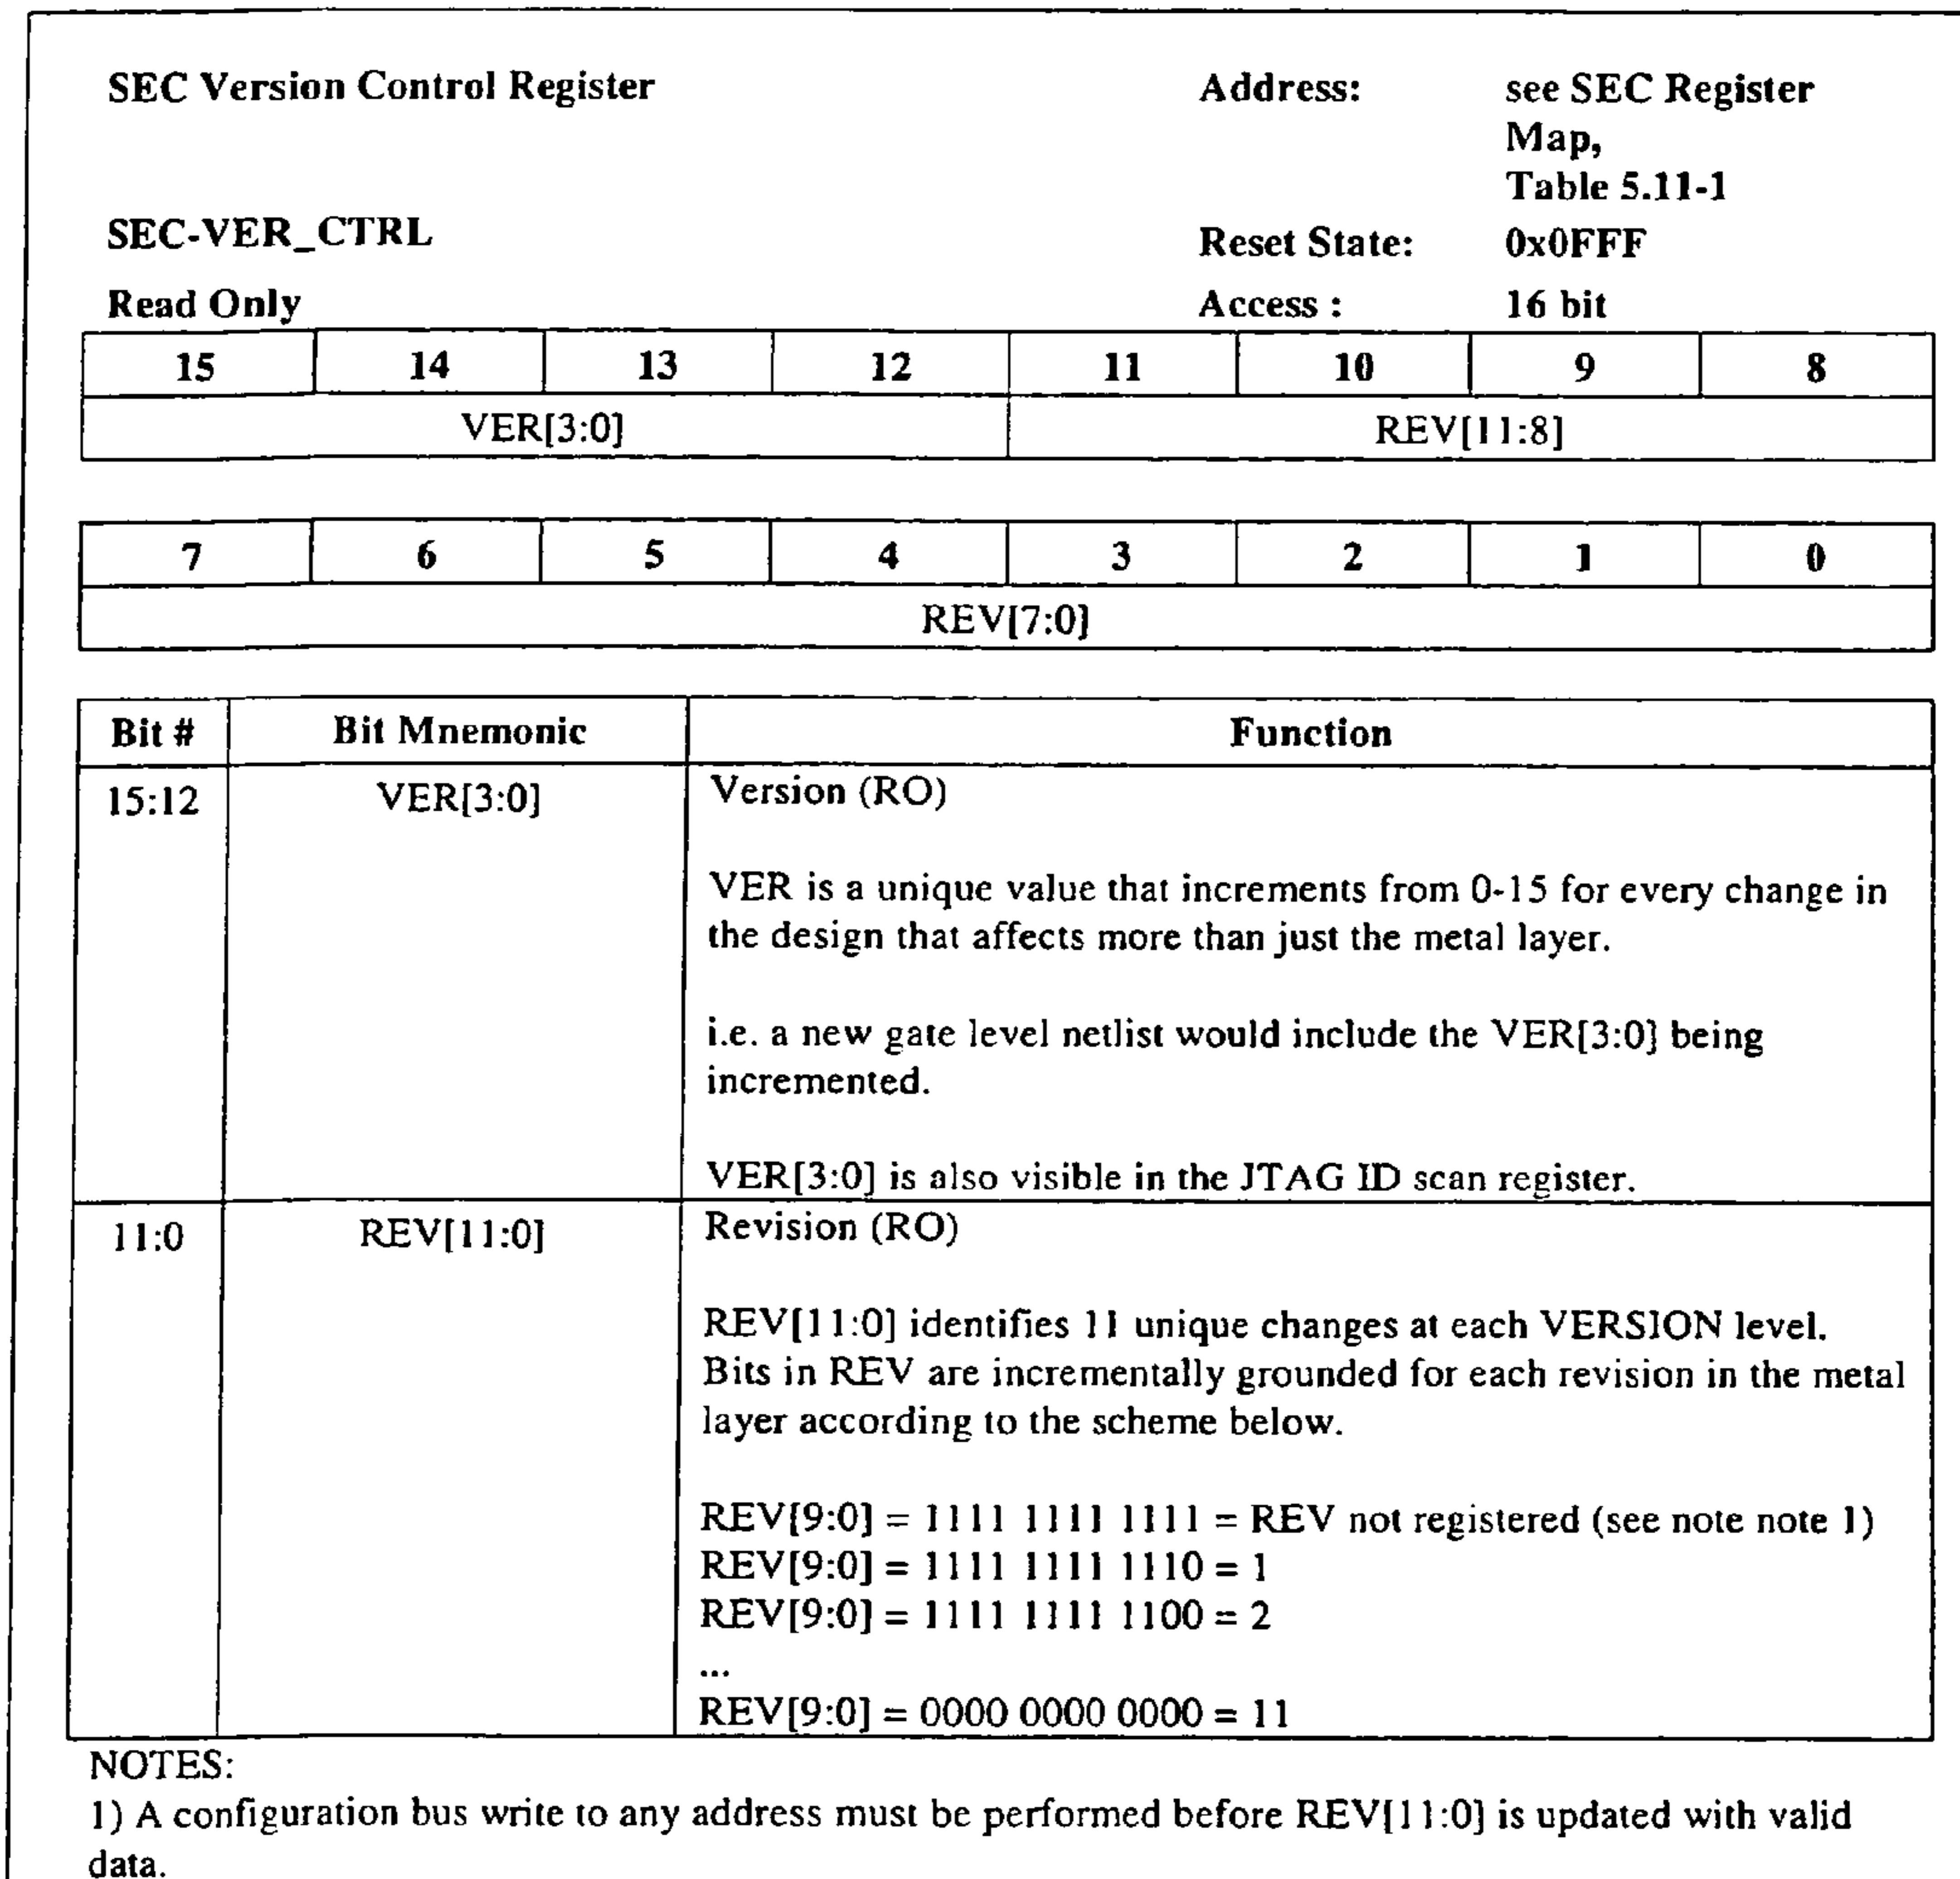 SEC Version Control Register Address: see SEC Register
Map,
Table 5.11-1
SEC-VER_CTRL Reset State: 0x0FFF
Read Only Access : 16 bit
15 14 13 12 11 10 9 8
VER[3:0] REV[11:8]
7 6 5 4 3 2 1 0
REV[7:0]
Bit # Bit Mnemonic Function
15:12 VER[3:0] Version (RO)
VER is a unique value that increments from 0-15 for every change in
the design that affects more than just the metal layer.
i.e. a new gate level netlist would include the VER[3:0] being
incremented.
VER[3:0] is also visible in the JTAG ID scan register.
11:0 REV[11:0] Revision (RO)
REV[11:0] identifies 11 unique changes at each VERSION level.
Bits in REV are incrementally grounded for each revision in the metal
layer according to the scheme below.
REV[9:0] = 1111 1111 1111 = REV not registered (see note note 1)
REV[9:0] = 1111 1111 1110 = 1
REV[9:0] = 1111 1111 1100 = 2
...
REV[9:0] = 0000 0000 0000 = 11
NOTES:
1) A configuration bus write to any address must be performed before REV[11:0] is updated with valid
data.